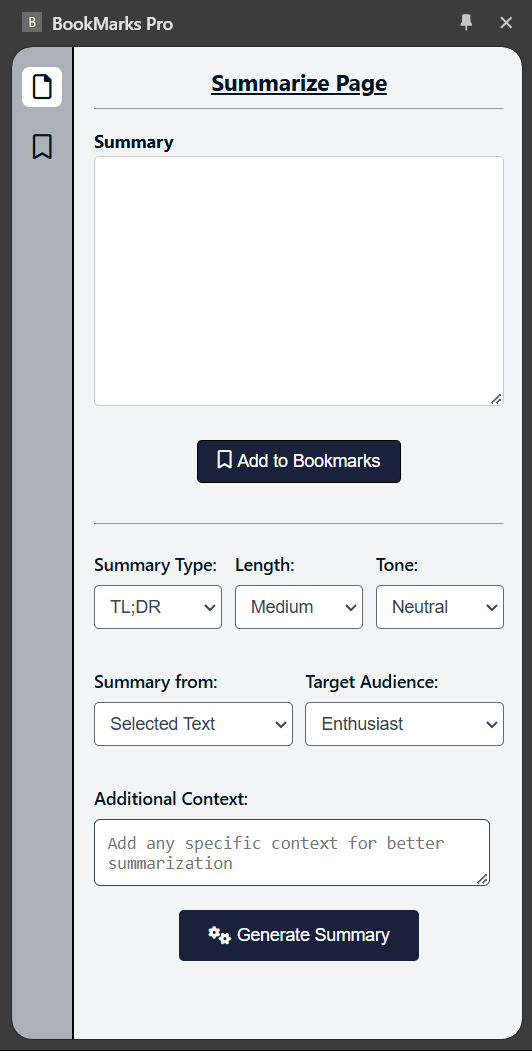 B BookMarks Pro
Summarize Page
Summary
Add to Bookmarks
Summary Type: Length: Tone:
TL;DR Medium Neutral
Summary from: Target Audience:
Selected Text Enthusiast
Additional Context:
Add any specific context for better
summarization
Generate Summary